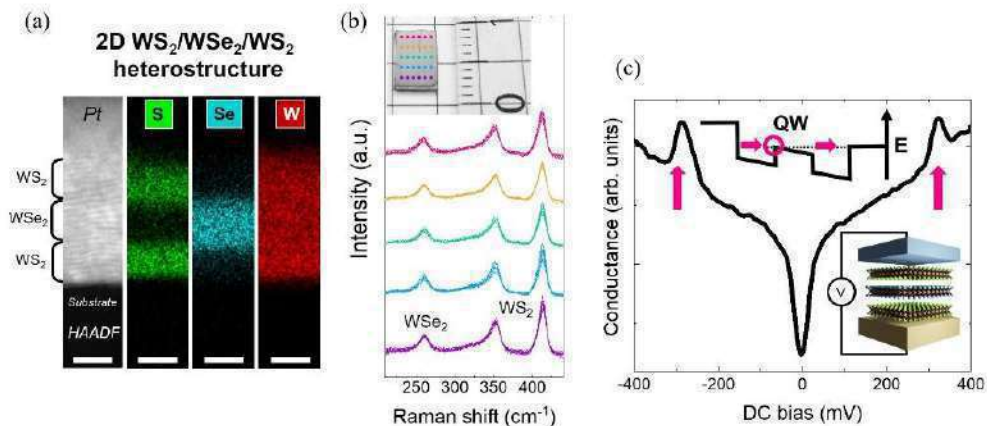 (a)
2D WS₂/WSe₂/WS₂
heterostructure
Pt
S
Se
W
WS₂
WSe₂
WS₂
Substrate
HAADF
(b)
Intensity (a.u.)
WSe₂
WS₂
250 300 350 400
Raman shift (cm⁻¹)
(c)
Conductance (arb. units)
QW
E
V
-400 -200 0 200 400
DC bias (mV)